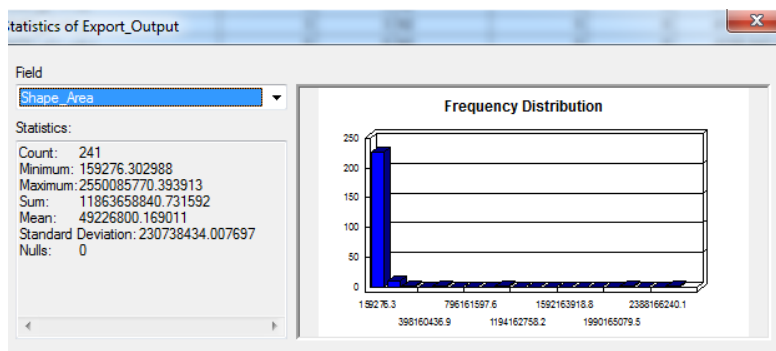 tatistics of Export_Output
x
Field
Shape_Area
Statistics:
Count: 241
Minimum: 159276.302988
Maximum: 2550085770.393913
Sum: 11863658840.731592
Mean: 49226800.169011
Standard Deviation: 230738434.007697
Nulls: 0
Frequency Distribution
250
200
150
100
50
0
159276.3 796161597.6 1592163918.8 2388166240.1
398160436.9 1194162758.2 1990165079.5